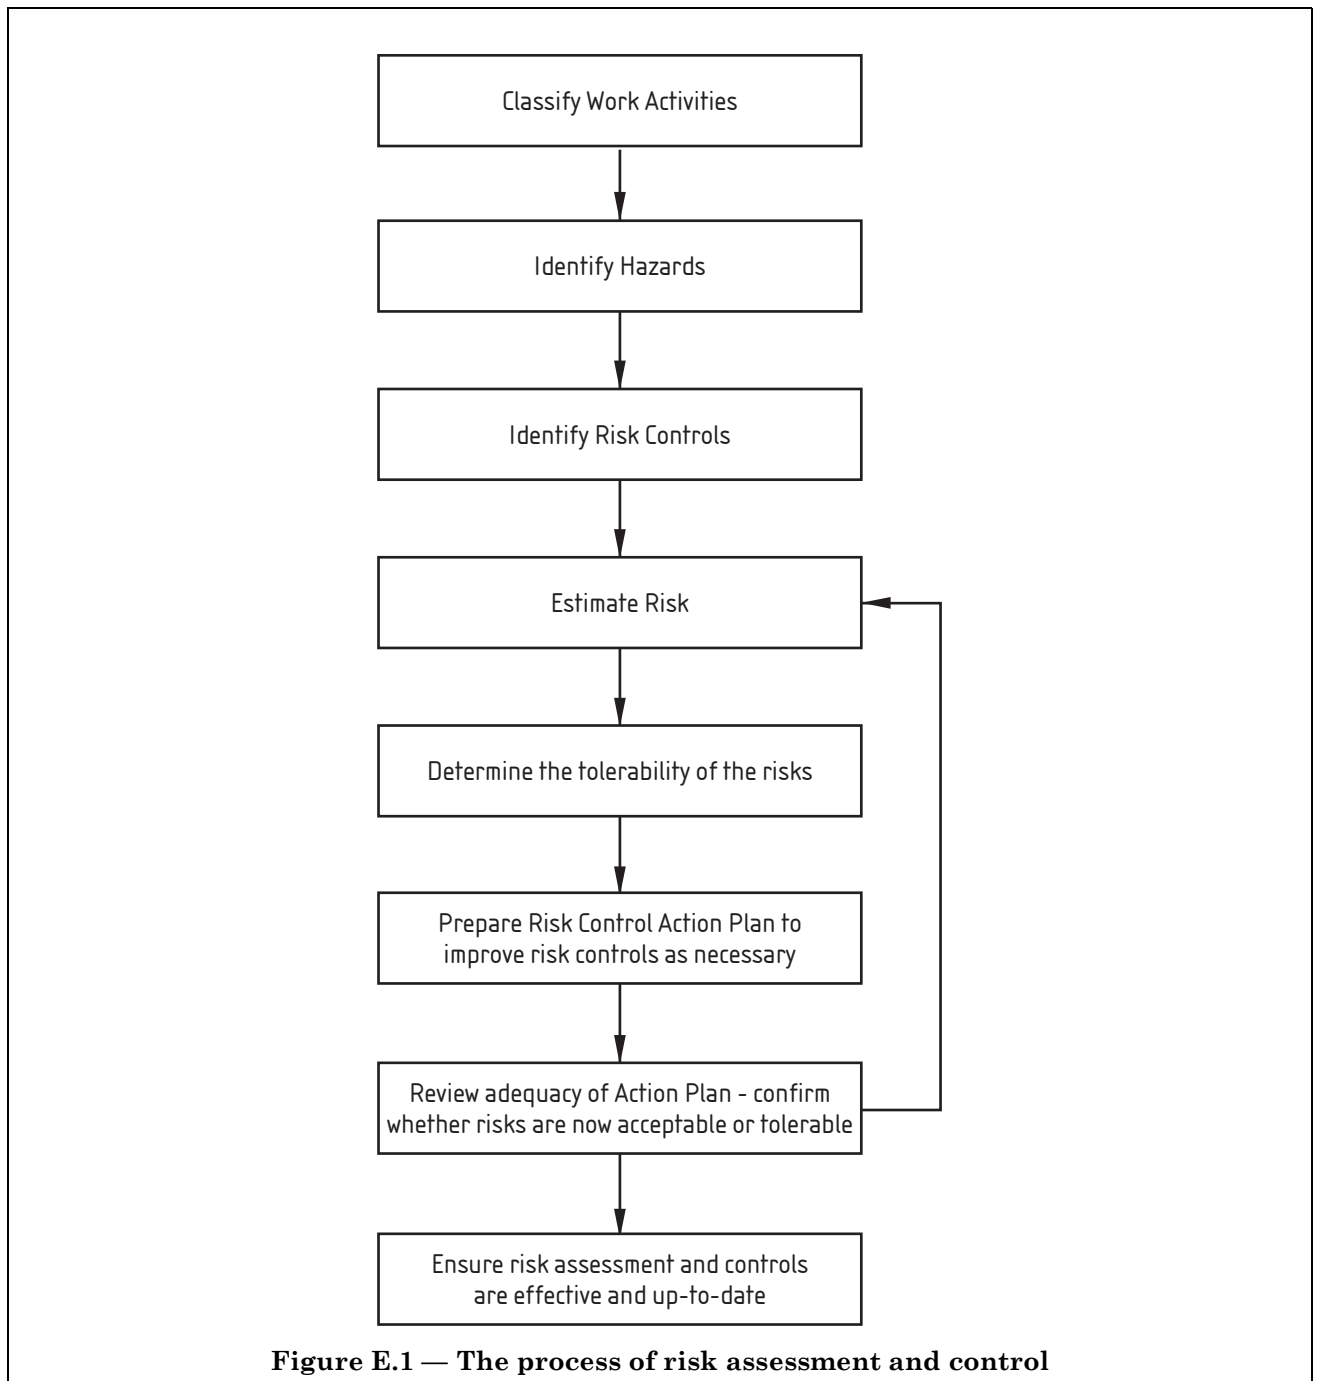 Classify Work Activities
Identify Hazards
Identify Risk Controls
Estimate Risk
Determine the tolerability of the risks
Prepare Risk Control Action Plan to
improve risk controls as necessary
Review adequacy of Action Plan - confirm
whether risks are now acceptable or tolerable
Ensure risk assessment and controls
are effective and up-to-date
Figure E.1 — The process of risk assessment and control